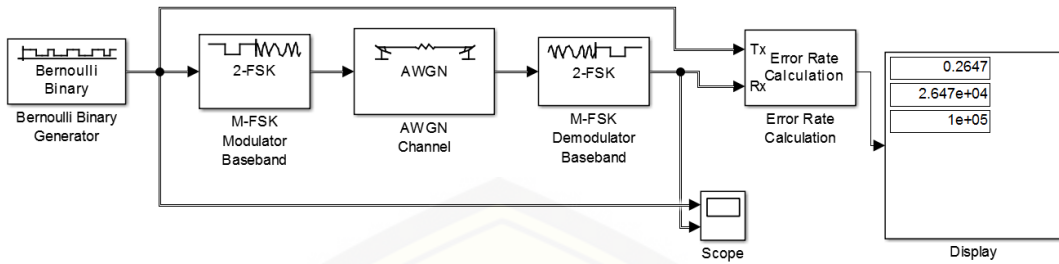 Bernoulli
Binary
Bernoulli Binary
Generator
2-FSK
M-FSK
Modulator
Baseband
AWGN
AWGN
Channel
2-FSK
M-FSK
Demodulator
Baseband
Tx
Rx
Error Rate
Calculation
Error Rate
Calculation
Scope
0.2647
2.647e+04
1e+05
Display